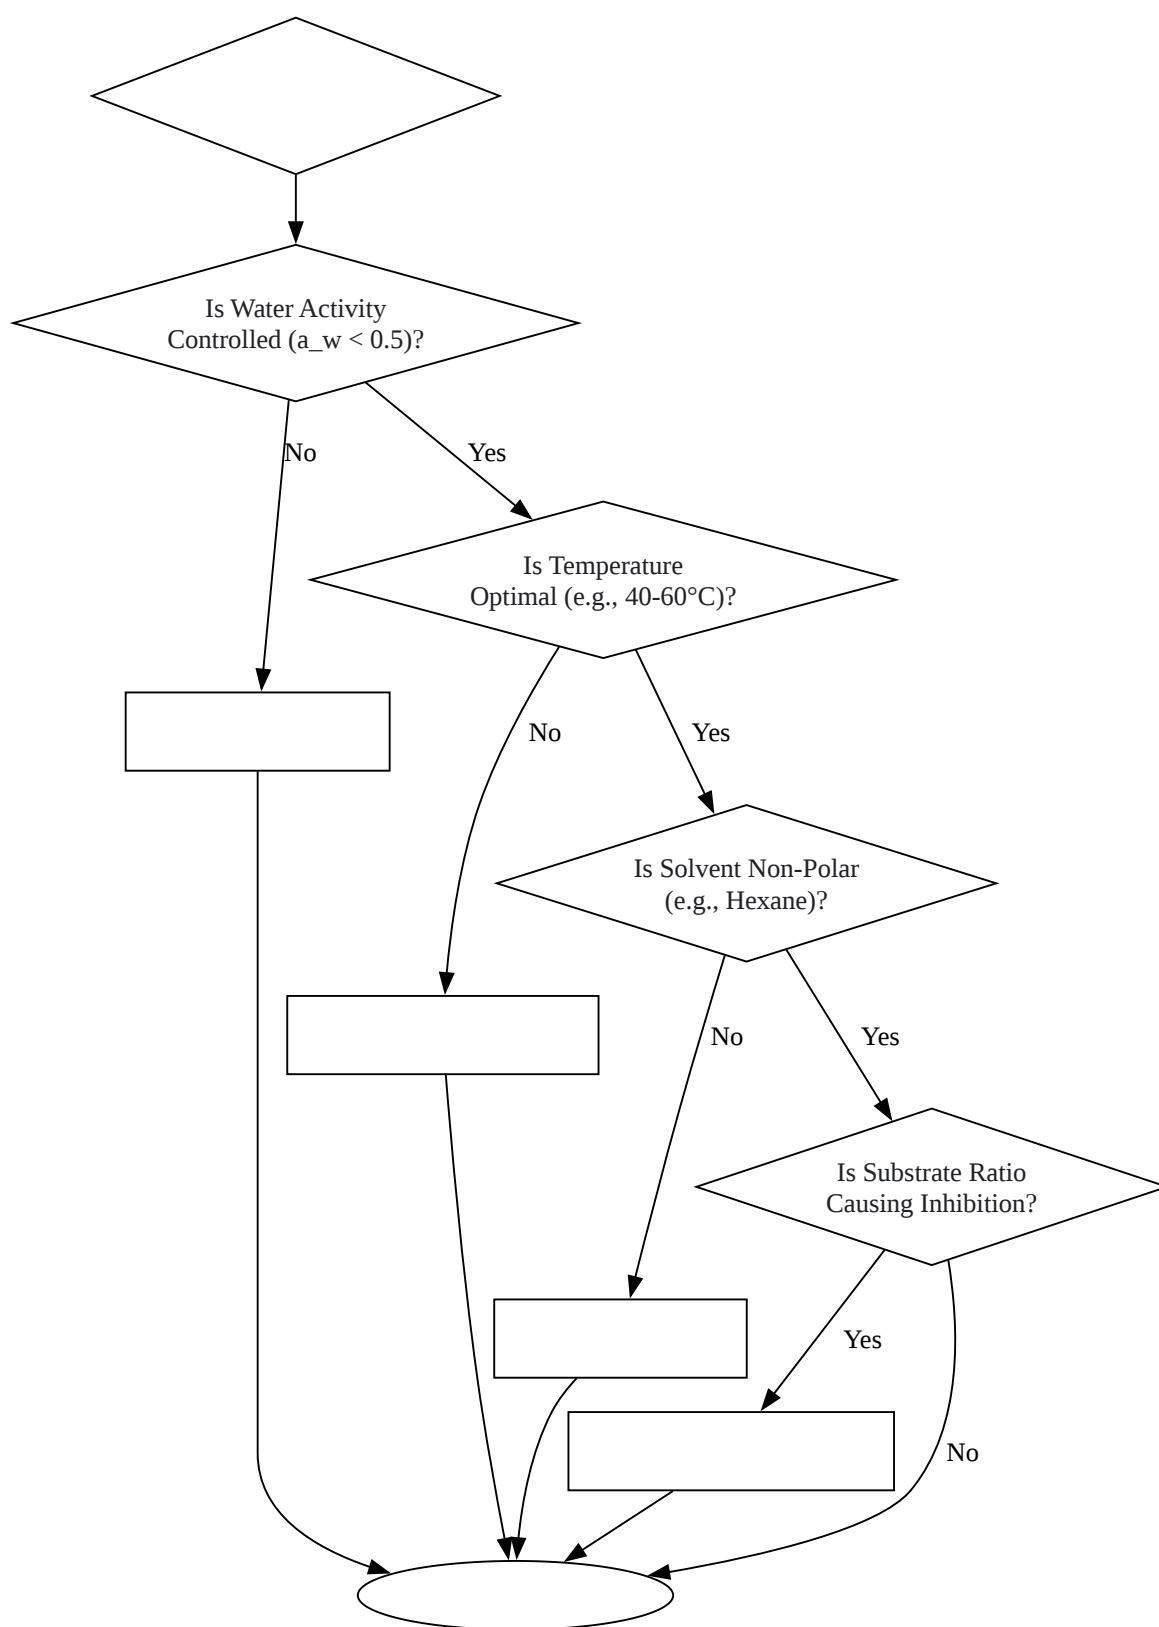 Is Water Activity
Controlled (a_w < 0.5)?
No
Yes
Is Temperature
Optimal (e.g., 40-60°C)?
No
Yes
Is Solvent Non-Polar
(e.g., Hexane)?
No
Yes
Is Substrate Ratio
Causing Inhibition?
Yes
No